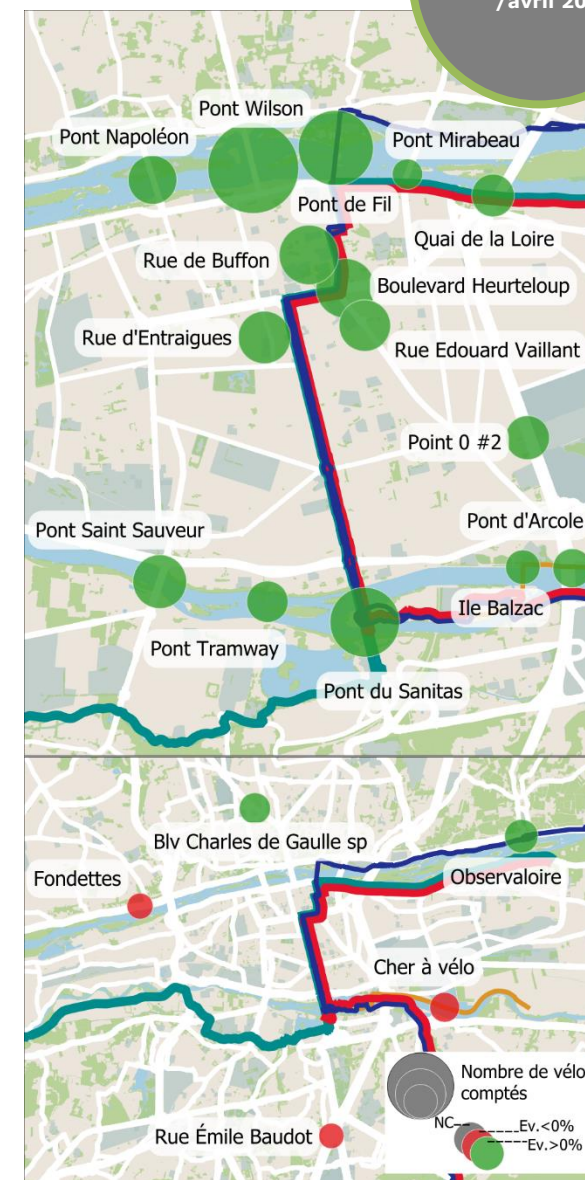 /avril 20
Pont Wilson
Pont Napoléon
Pont Mirabeau
Pont de Fil
Quai de la Loire
Rue de Buffon
Boulevard Heurteloup
Rue d'Entraigues
Rue Edouard Vaillant
Point 0 #2
Pont d'Arcole
Pont Saint Sauveur
Ile Balzac
Pont Tramway
Pont du Sanitas
Blv Charles de Gaulle sp
Fondettes
Observaloire
Cher à vélo
Nombre de vélo
comptés
NC
Ev.<0%
Ev.>0%
Rue Émile Baudot